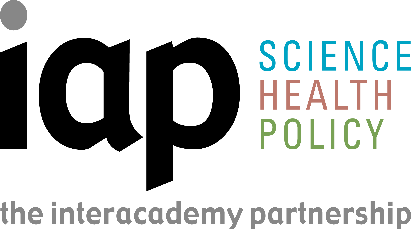 iap
SCIENCE
HEALTH
POLICY
the interacademy partnership